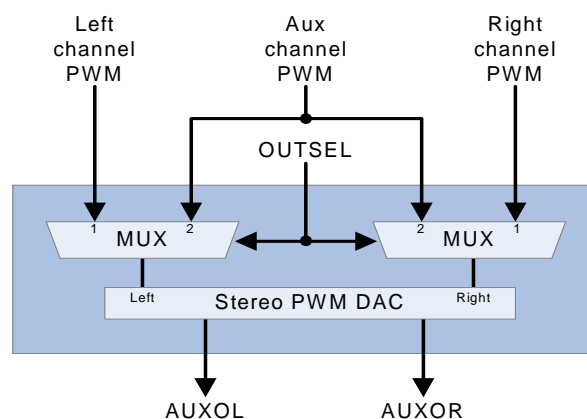 Left
channel
PWM
Aux
channel
PWM
Right
channel
PWM
OUTSEL
1
2
MUX
2
1
MUX
Left
Stereo PWM DAC
Right
AUXOL
AUXOR